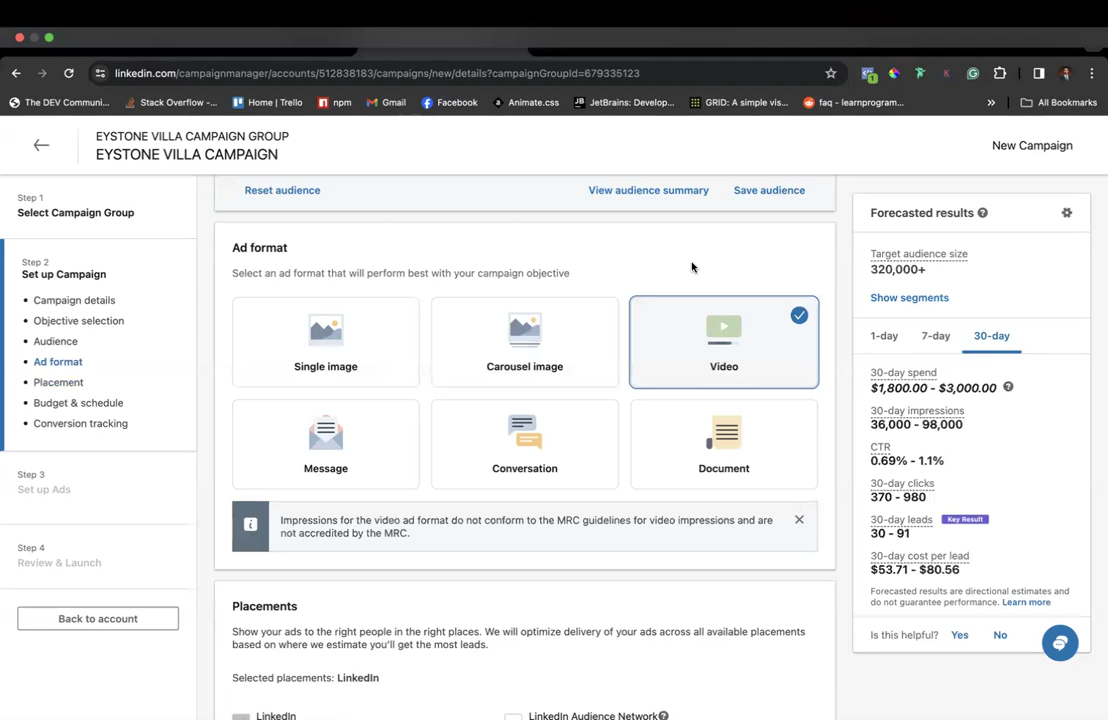 linkedin.com/campaignmanager/accounts/512838183/campaigns/new/details?campaignGroupId=679335123
1
The DEV Communi...
Stack Overflow -...
Home | Trello
npm
Gmail
Facebook
Animate.css
JetBrains: Develop...
GRID: A simple vis...
faq - learnprogram...
»
All Bookmarks
EYSTONE VILLA CAMPAIGN GROUP
EYSTONE VILLA CAMPAIGN
New Campaign
Step 1
Select Campaign Group
Step 2
Set up Campaign
• Campaign details
• Objective selection
• Audience
• Ad format
• Placement
• Budget & schedule
• Conversion tracking
Step 3
Set up Ads
Step 4
Review & Launch
Back to account
Reset audience
View audience summary
Save audience
Ad format
Select an ad format that will perform best with your campaign objective
Single image
Carousel image
Video
Message
Conversation
Document
Impressions for the video ad format do not conform to the MRC guidelines for video impressions and are
not accredited by the MRC.
Placements
Show your ads to the right people in the right places. We will optimize delivery of your ads across all available placements
based on where we estimate you'll get the most leads.
Selected placements: LinkedIn
LinkedIn
LinkedIn Audience Network
Forecasted results
Target audience size
320,000+
Show segments
1-day
7-day
30-day
30-day spend
$1,800.00 - $3,000.00
30-day impressions
36,000 - 98,000
CTR
0.69% - 1.1%
30-day clicks
370 - 980
30-day leads Key Result
30 - 91
30-day cost per lead
$53.71 - $80.56
Forecasted results are directional estimates and
do not guarantee performance. Learn more
Is this helpful? Yes No